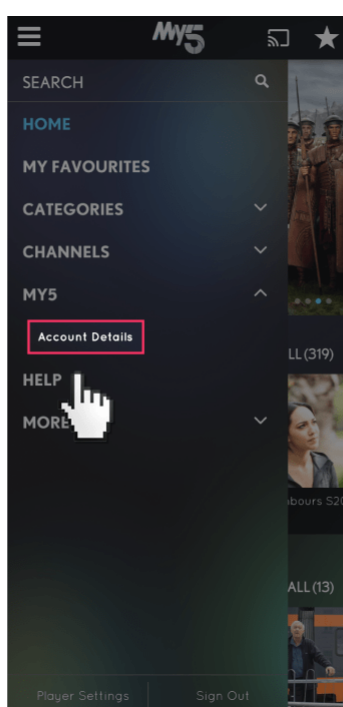 My5
SEARCH
HOME
MY FAVOURITES
CATEGORIES
CHANNELS
MY5
Account Details
LL (319)
HELP
MORE
bours S20
ALL (13)
Player Settings
Sign Out